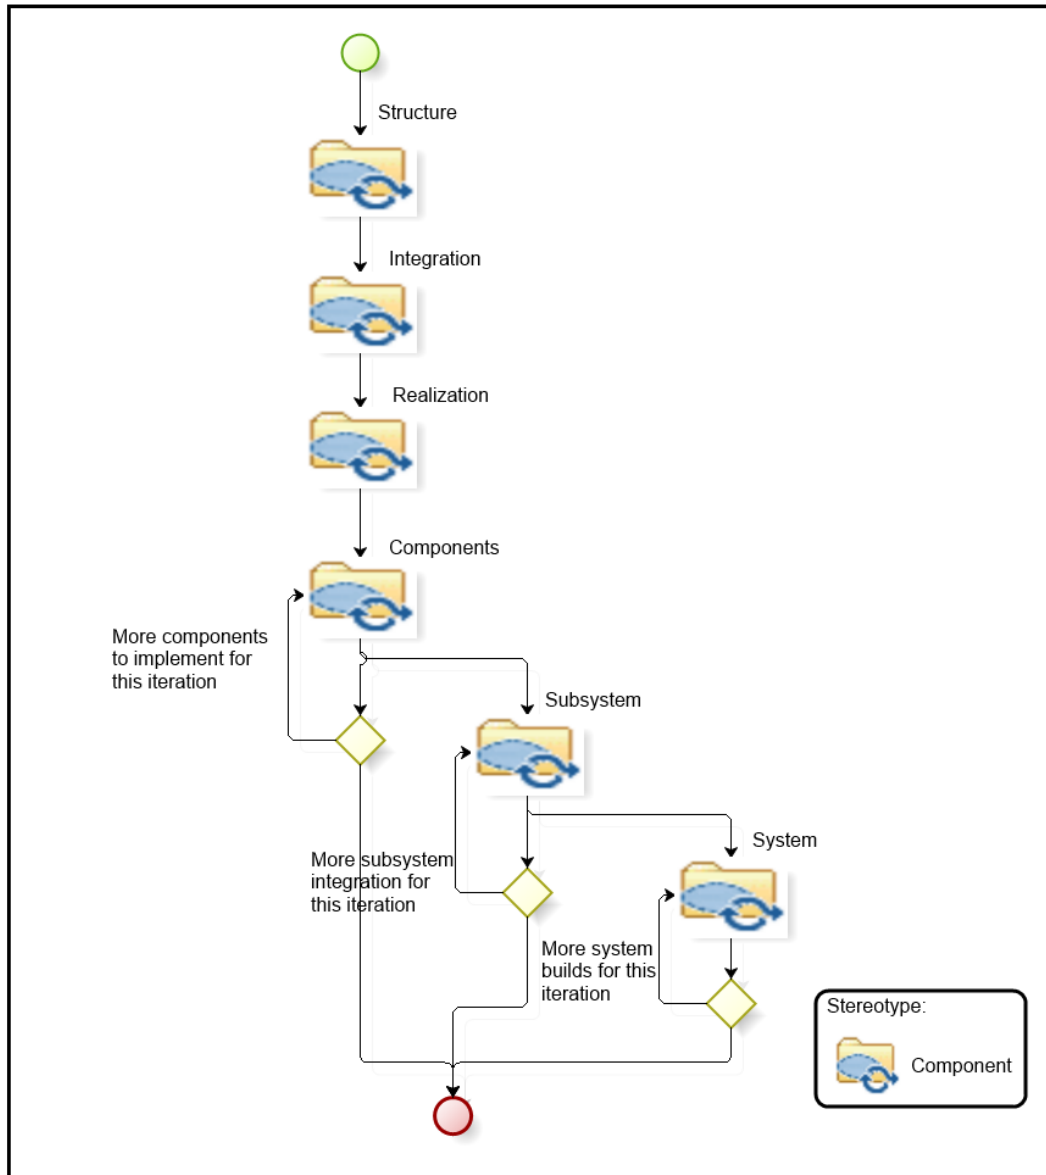 Structure
Integration
Realization
Components
More components
to implement for
this iteration
Subsystem
More subsystem
integration for
this iteration
System
More system
builds for this
iteration
Stereotype:
Component